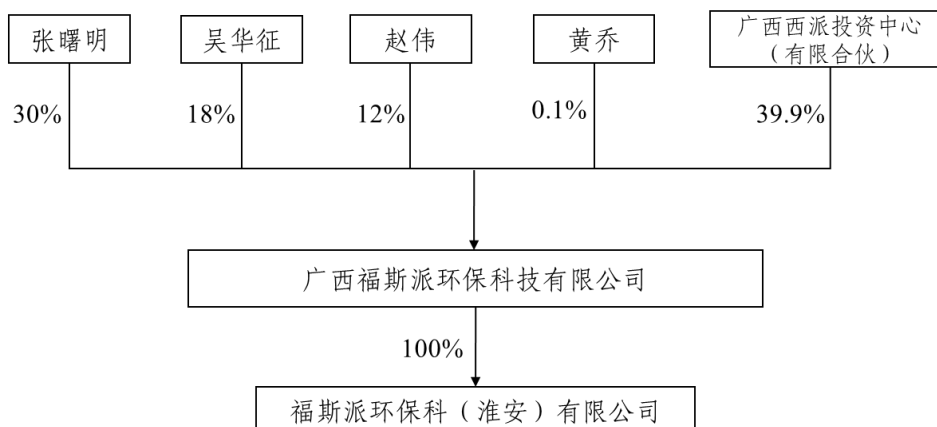 张曙明
吴华征
赵伟
黄乔
广西西派投资中心
（有限合伙）
30%
18%
12%
0.1%
39.9%
广西福斯派环保科技有限公司
100%
福斯派环保科（淮安）有限公司